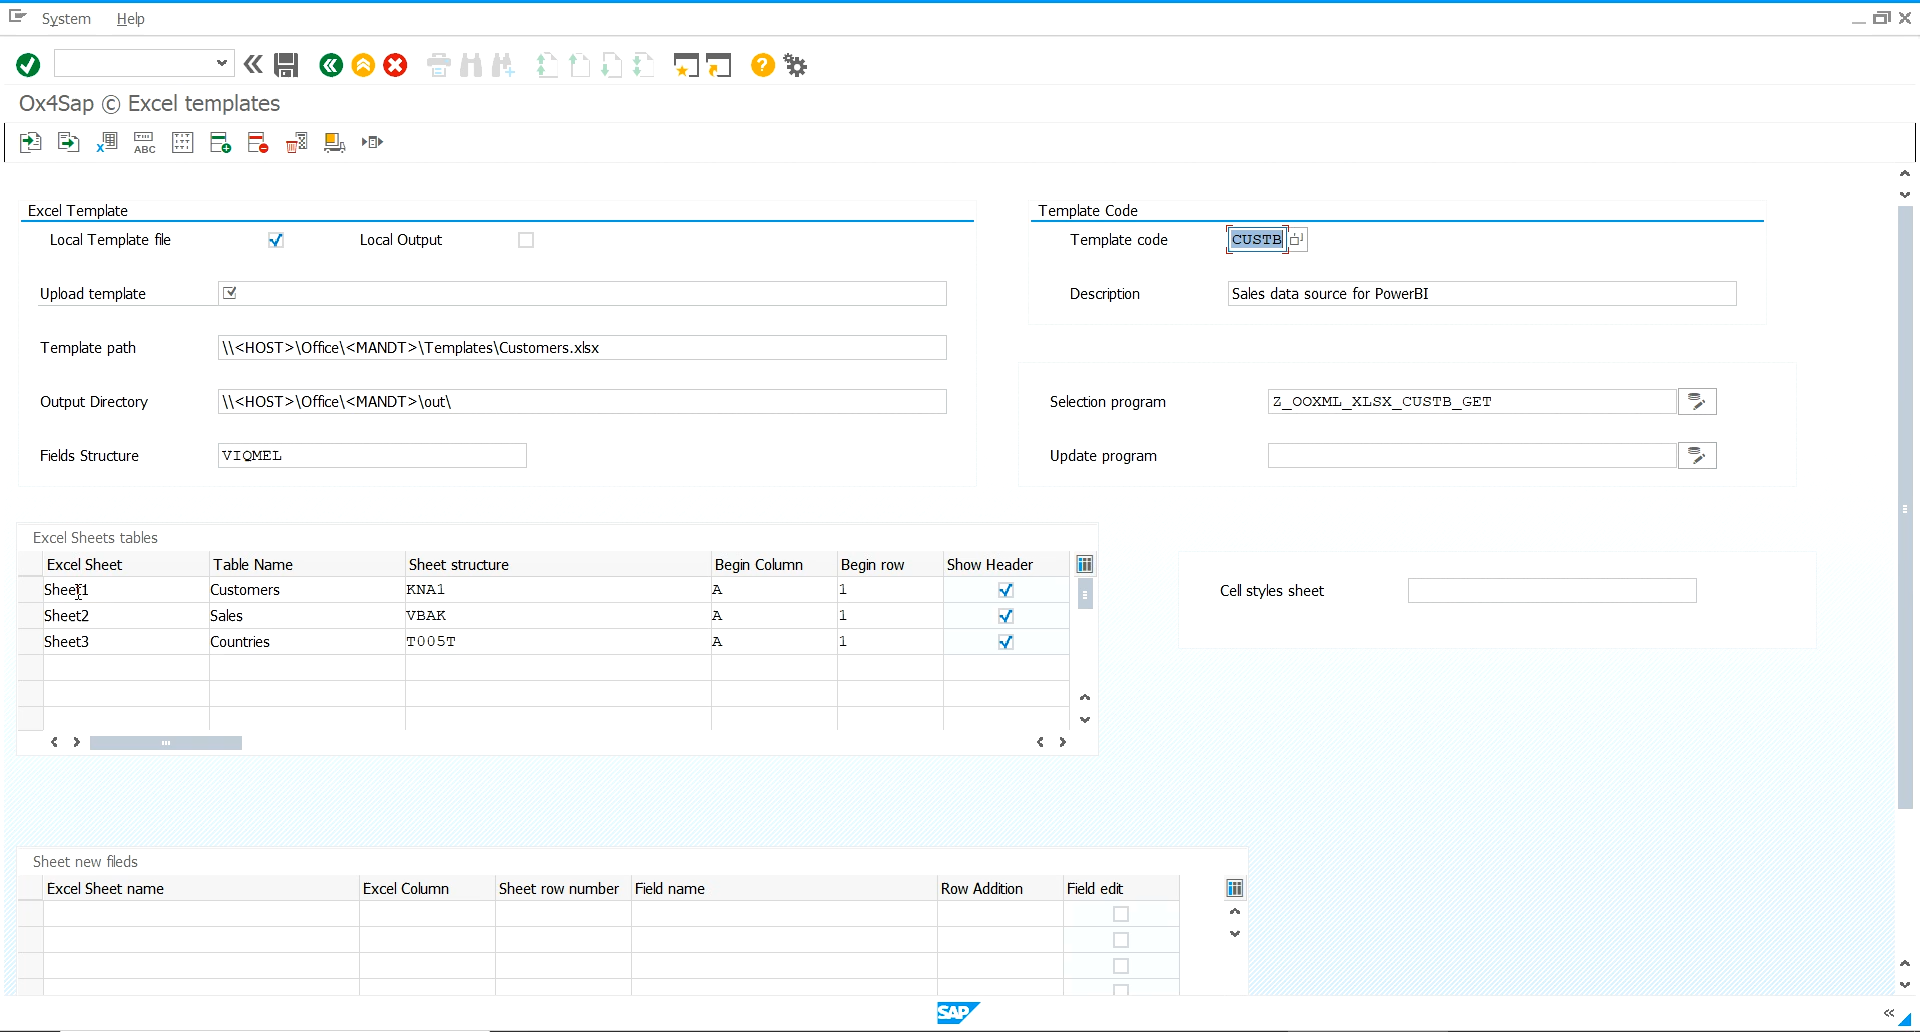 System Help
Ox4Sap © Excel templates
ABC
Excel Template
Local Template file Local Output
Upload template
Template path \\<HOST>\Office\<MANDT>\Templates\Customers.xlsx
Output Directory \\<HOST>\Office\<MANDT>\out\
Fields Structure VIQMEL
Template Code
Template code CUSTB
Description Sales data source for PowerBI
Selection program Z_OOXML_XLSX_CUSTB_GET
Update program
Excel Sheets tables
Excel Sheet Table Name Sheet structure Begin Column Begin row Show Header
Sheet1 Customers KNA1 A 1
Sheet2 Sales VBAK A 1
Sheet3 Countries T005T A 1
Cell styles sheet
Sheet new fileds
Excel Sheet name Excel Column Sheet row number Field name Row Addition Field edit
SAP